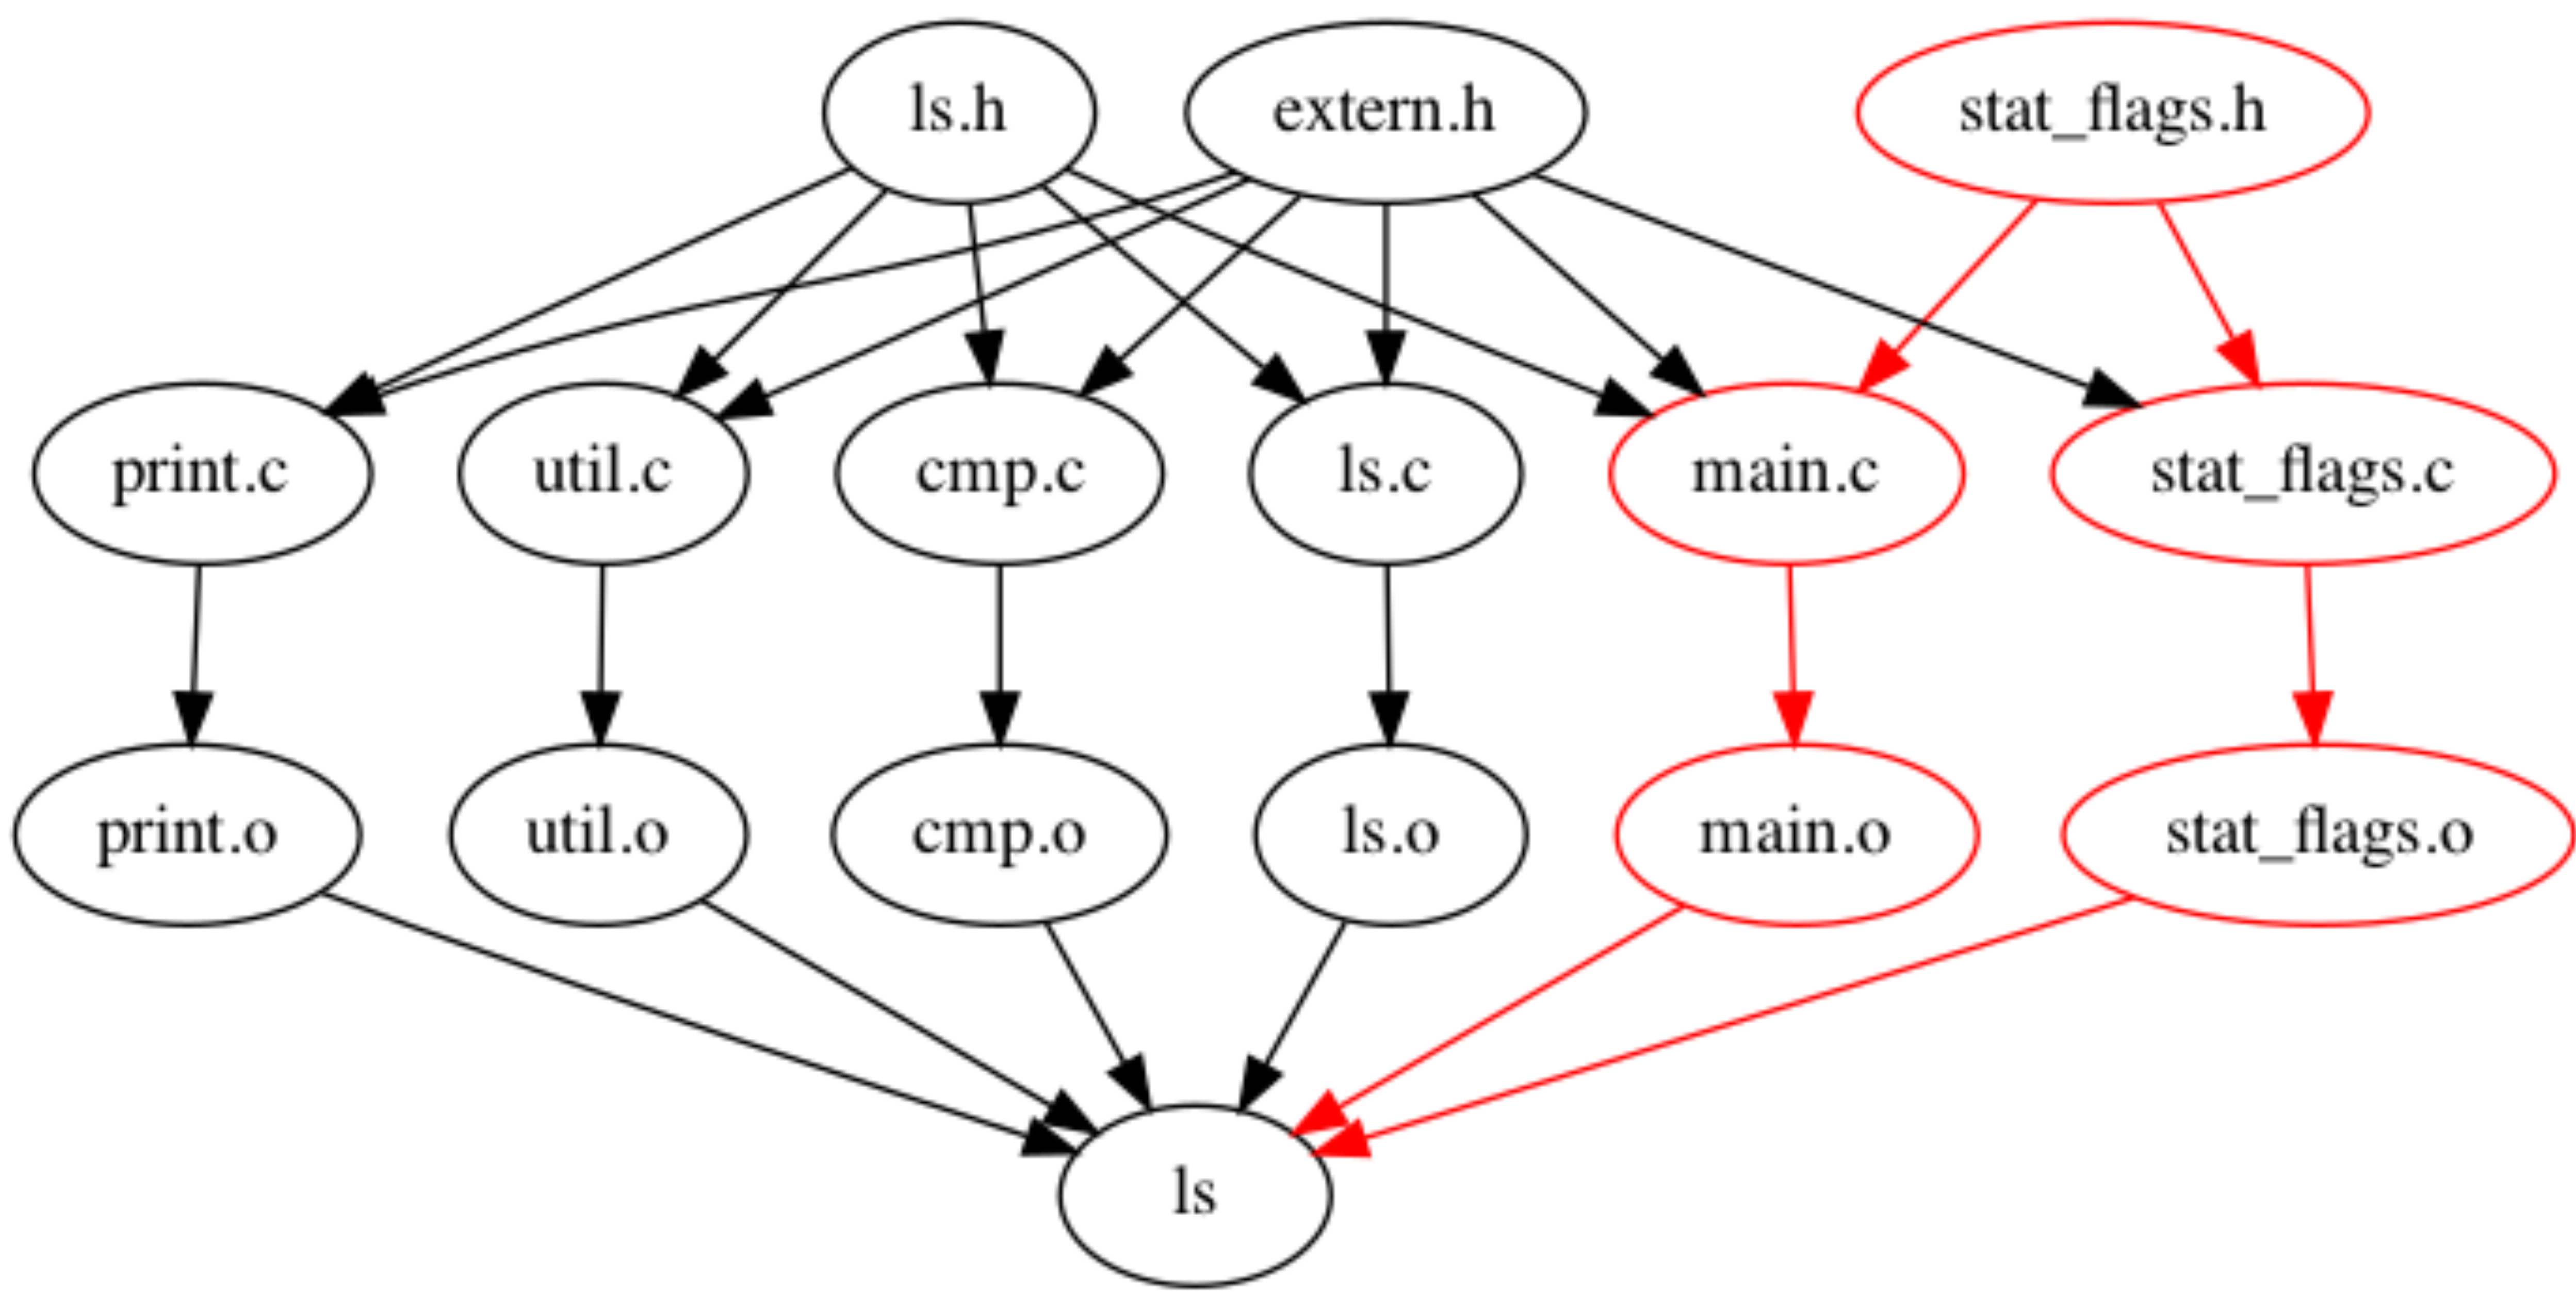 ls.h
extern.h
stat_flags.h
print.c
util.c
cmp.c
ls.c
main.c
stat_flags.c
print.o
util.o
cmp.o
ls.o
main.o
stat_flags.o
ls